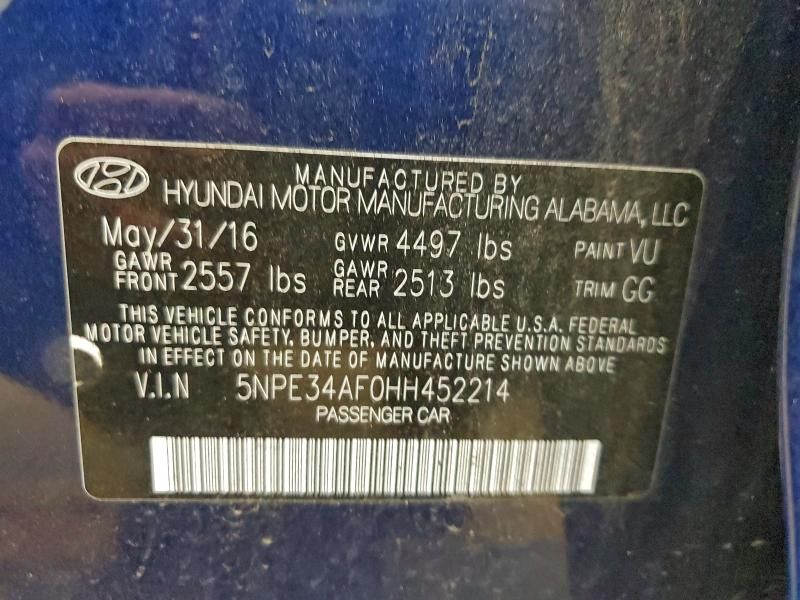 MANUFACTURED BY
HYUNDAI MOTOR MANUFACTURING ALABAMA, LLC
May/31/16 GVWR 4497 lbs PAINT VU
GAWR FRONT 2557 lbs GAWR REAR 2513 lbs TRIM GG
THIS VEHICLE CONFORMS TO ALL APPLICABLE U.S.A. FEDERAL
MOTOR VEHICLE SAFETY, BUMPER, AND THEFT PREVENTION STANDARDS
IN EFFECT ON THE DATE OF MANUFACTURE SHOWN ABOVE.
V.I.N 5NPE34AF0HH452214
PASSENGER CAR